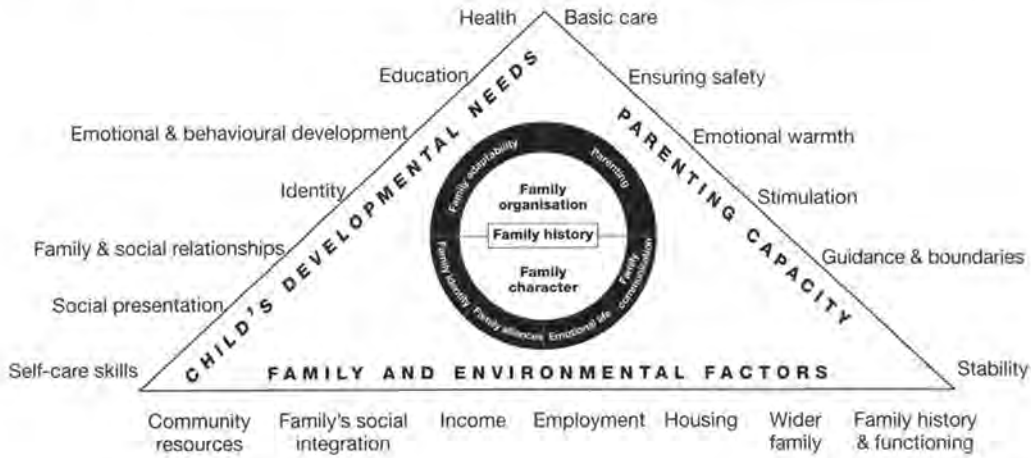 Health
Basic care
Education
Ensuring safety
Emotional & behavioural development
Emotional warmth
Identity
Stimulation
Family & social relationships
Guidance & boundaries
Social presentation
Self-care skills
Stability
CHILD'S DEVELOPMENTAL NEEDS
PARENTING CAPACITY
FAMILY AND ENVIRONMENTAL FACTORS
Family adaptability
Parenting
Family
organisation
Family history
Family
character
Family identity
Family aliances
Emotional life
Family
communication
Community
resources
Family's social
integration
Income
Employment
Housing
Wider
family
Family history
& functioning